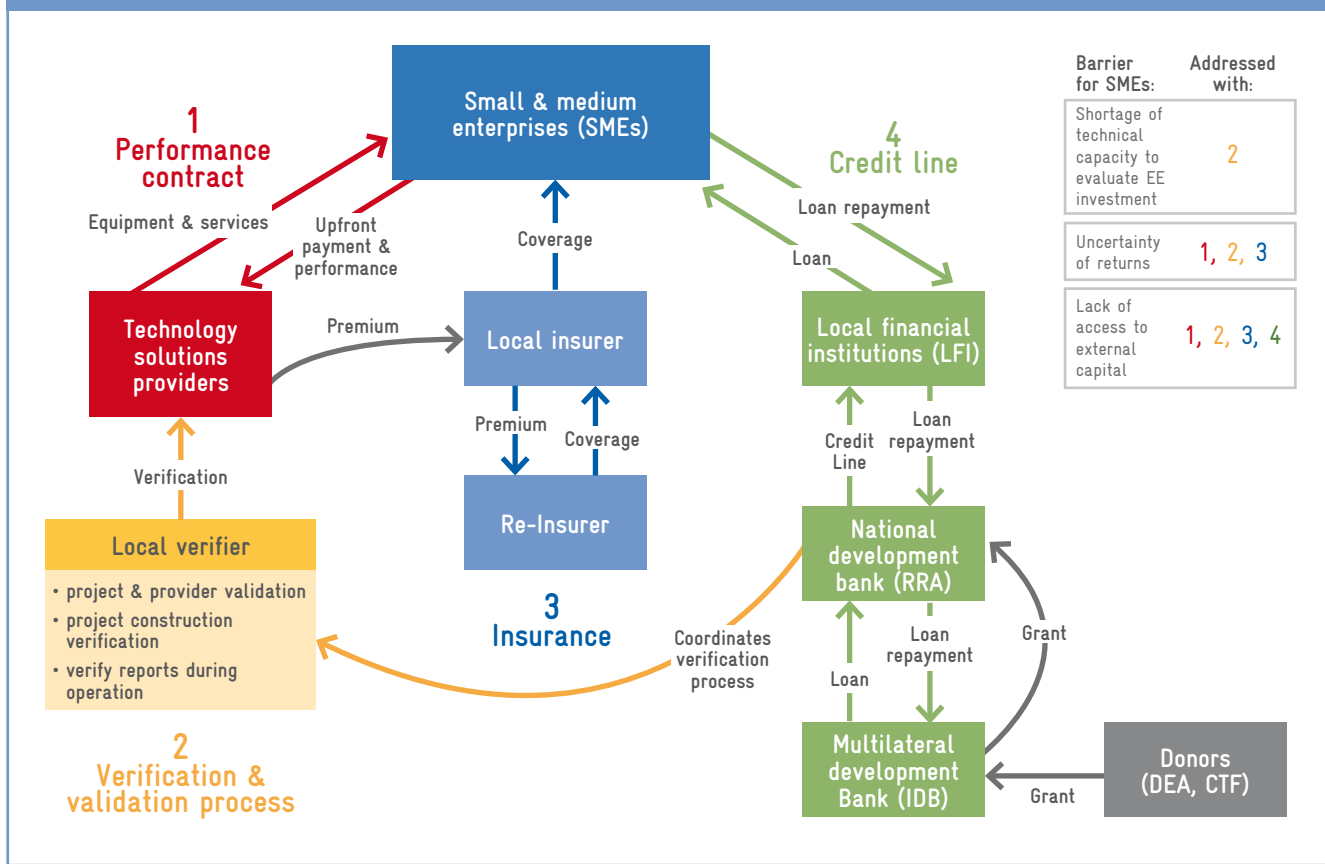 Small & medium
enterprises (SMEs)
1
Performance
contract
Equipment & services
Upfront
payment &
performance
Coverage
4
Credit line
Loan repayment
Loan
Technology
solutions
providers
Premium
Local insurer
Local financial
institutions (LFI)
Premium
Coverage
Credit
Line
Loan
repayment
Verification
Re-Insurer
National
development
bank (RRA)
Local verifier
• project & provider validation
• project construction
verification
• verify reports during
operation
3
Insurance
Coordinates
verification
process
Loan
repayment
Loan
Grant
2
Verification &
validation process
Multilateral
development
Bank (IDB)
Grant
Donors
(DEA, CTF)
Barrier
for SMEs:
Addressed
with:
Shortage of
technical
capacity to
evaluate EE
investment
2
Uncertainty
of returns
1, 2, 3
Lack of
access to
external
capital
1, 2, 3, 4